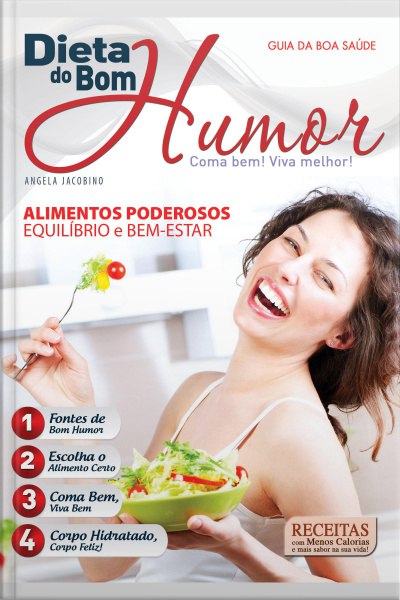 Dieta
do Bom
Humor
GUIA DA BOA SAÚDE
Coma bem! Viva melhor!
ANGELA JACOBINO
ALIMENTOS PODEROSOS
EQUILÍBRIO e BEM-ESTAR
1 Fontes de
Bom Humor
2 Escolha o
Alimento Certo
3 Coma Bem,
Viva Bem
4 Corpo Hidratado,
Corpo Feliz!
RECEITAS
com Menos Calorias
e mais sabor na sua vida!